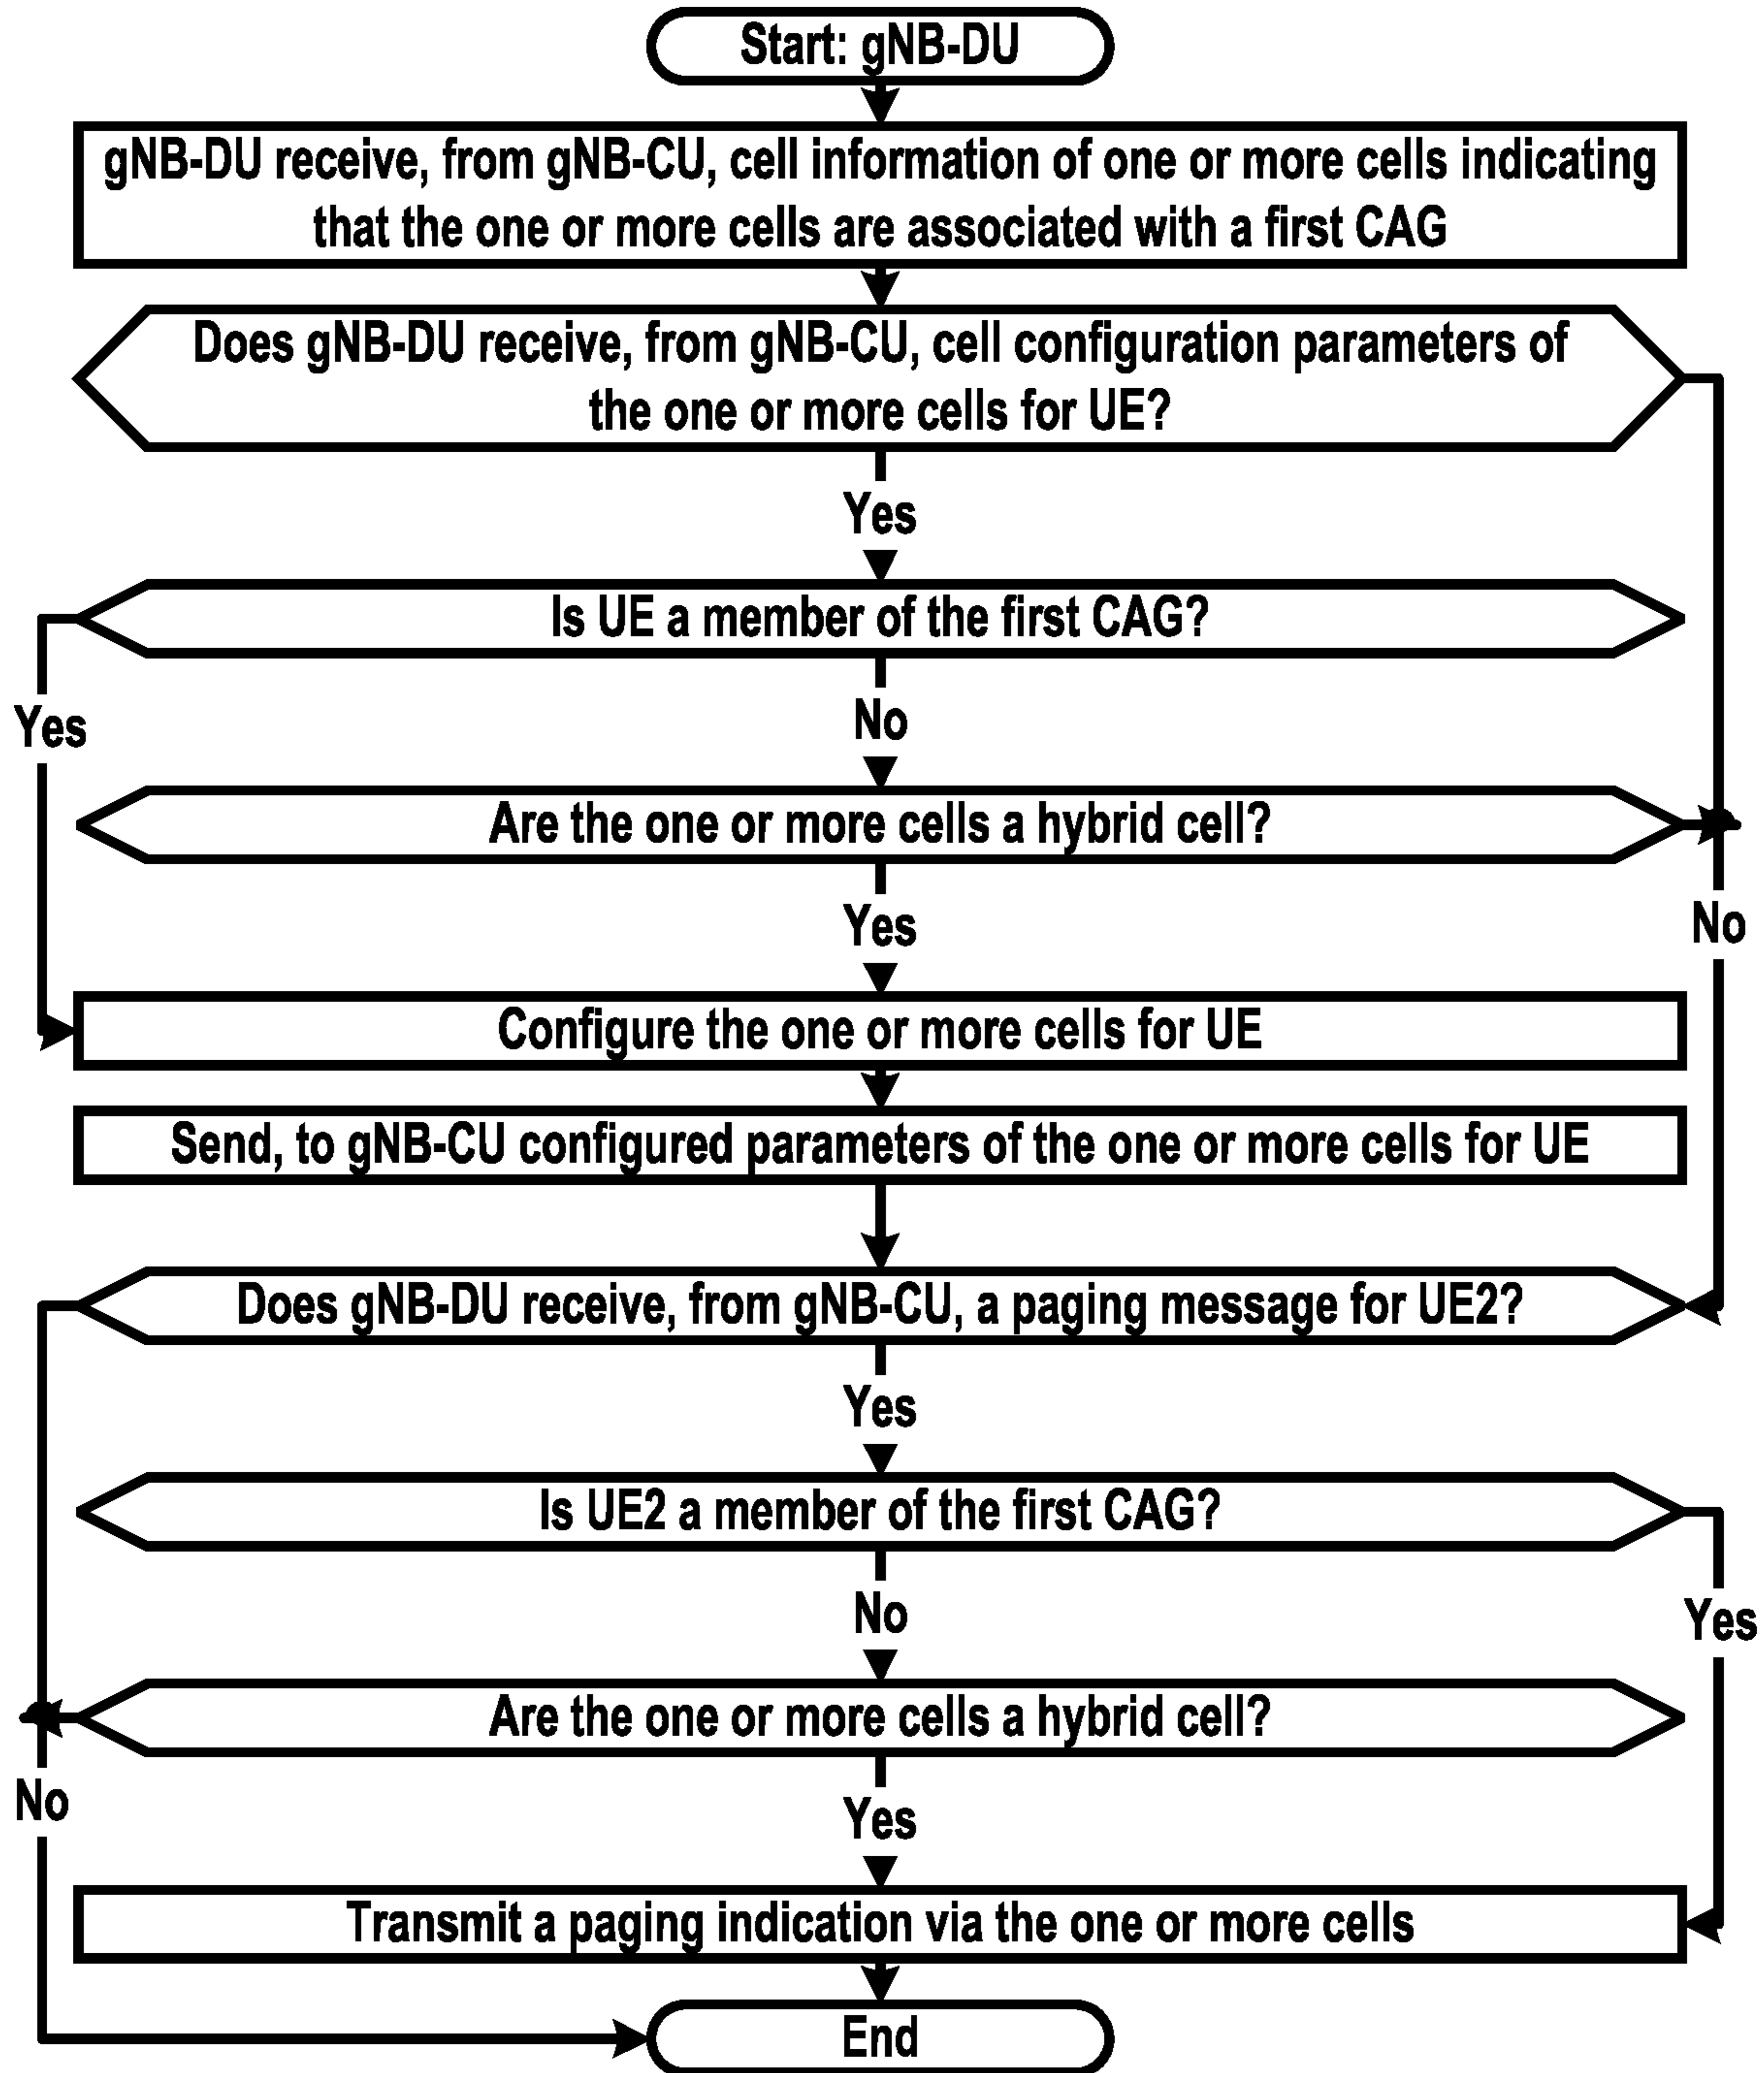 Start: gNB-DU
gNB-DU receive, from gNB-CU, cell information of one or more cells indicating
that the one or more cells are associated with a first CAG
Does gNB-DU receive, from gNB-CU, cell configuration parameters of
the one or more cells for UE?
Yes
Is UE a member of the first CAG?
Yes
No
Are the one or more cells a hybrid cell?
Yes
No
Configure the one or more cells for UE
Send, to gNB-CU configured parameters of the one or more cells for UE
Does gNB-DU receive, from gNB-CU, a paging message for UE2?
Yes
Is UE2 a member of the first CAG?
No
Yes
Are the one or more cells a hybrid cell?
No
Yes
Transmit a paging indication via the one or more cells
End